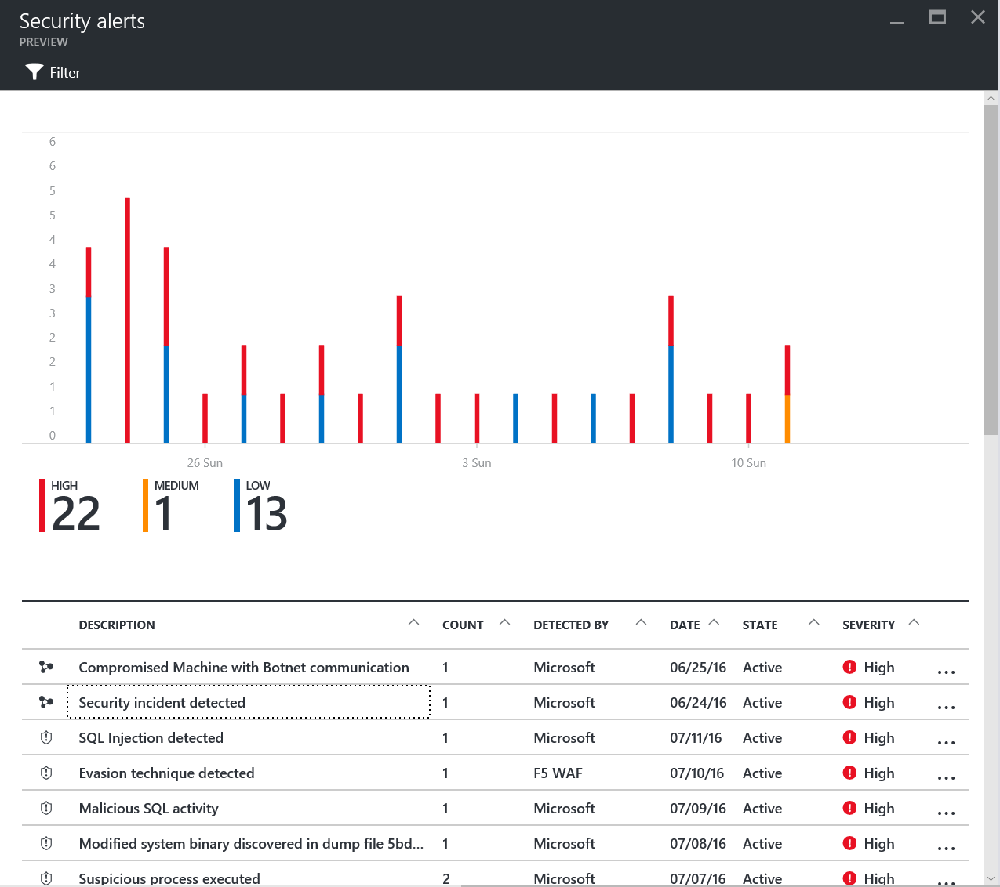 Security alerts
PREVIEW
Filter
6
6
5
5
4
4
3
3
2
2
1
1
0
26 Sun 3 Sun 10 Sun
HIGH MEDIUM LOW
22 1 13
DESCRIPTION COUNT DETECTED BY DATE STATE SEVERITY
Compromised Machine with Botnet communication 1 Microsoft 06/25/16 Active High ...
Security incident detected 1 Microsoft 06/24/16 Active High ...
SQL Injection detected 1 Microsoft 07/11/16 Active High ...
Evasion technique detected 1 F5 WAF 07/10/16 Active High ...
Malicious SQL activity 1 Microsoft 07/09/16 Active High ...
Modified system binary discovered in dump file 5bd... 1 Microsoft 07/08/16 Active High ...
Suspicious process executed 2 Microsoft 07/07/16 Active High ...